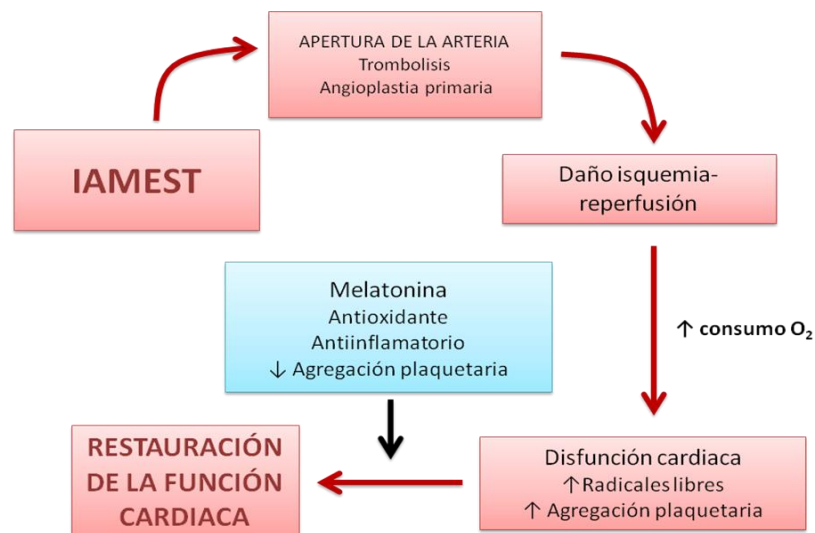 APERTURA DE LA ARTERIA
Trombolisis
Angioplastia primaria
IAMEST
Daño isquemia-
reperfusión
Melatonina
Antioxidante
Antiinflamatorio
↓ Agregación plaquetaria
↑ consumo O₂
RESTAURACIÓN
DE LA FUNCIÓN
CARDIACA
Disfunción cardiaca
↑Radicales libres
↑ Agregación plaquetaria